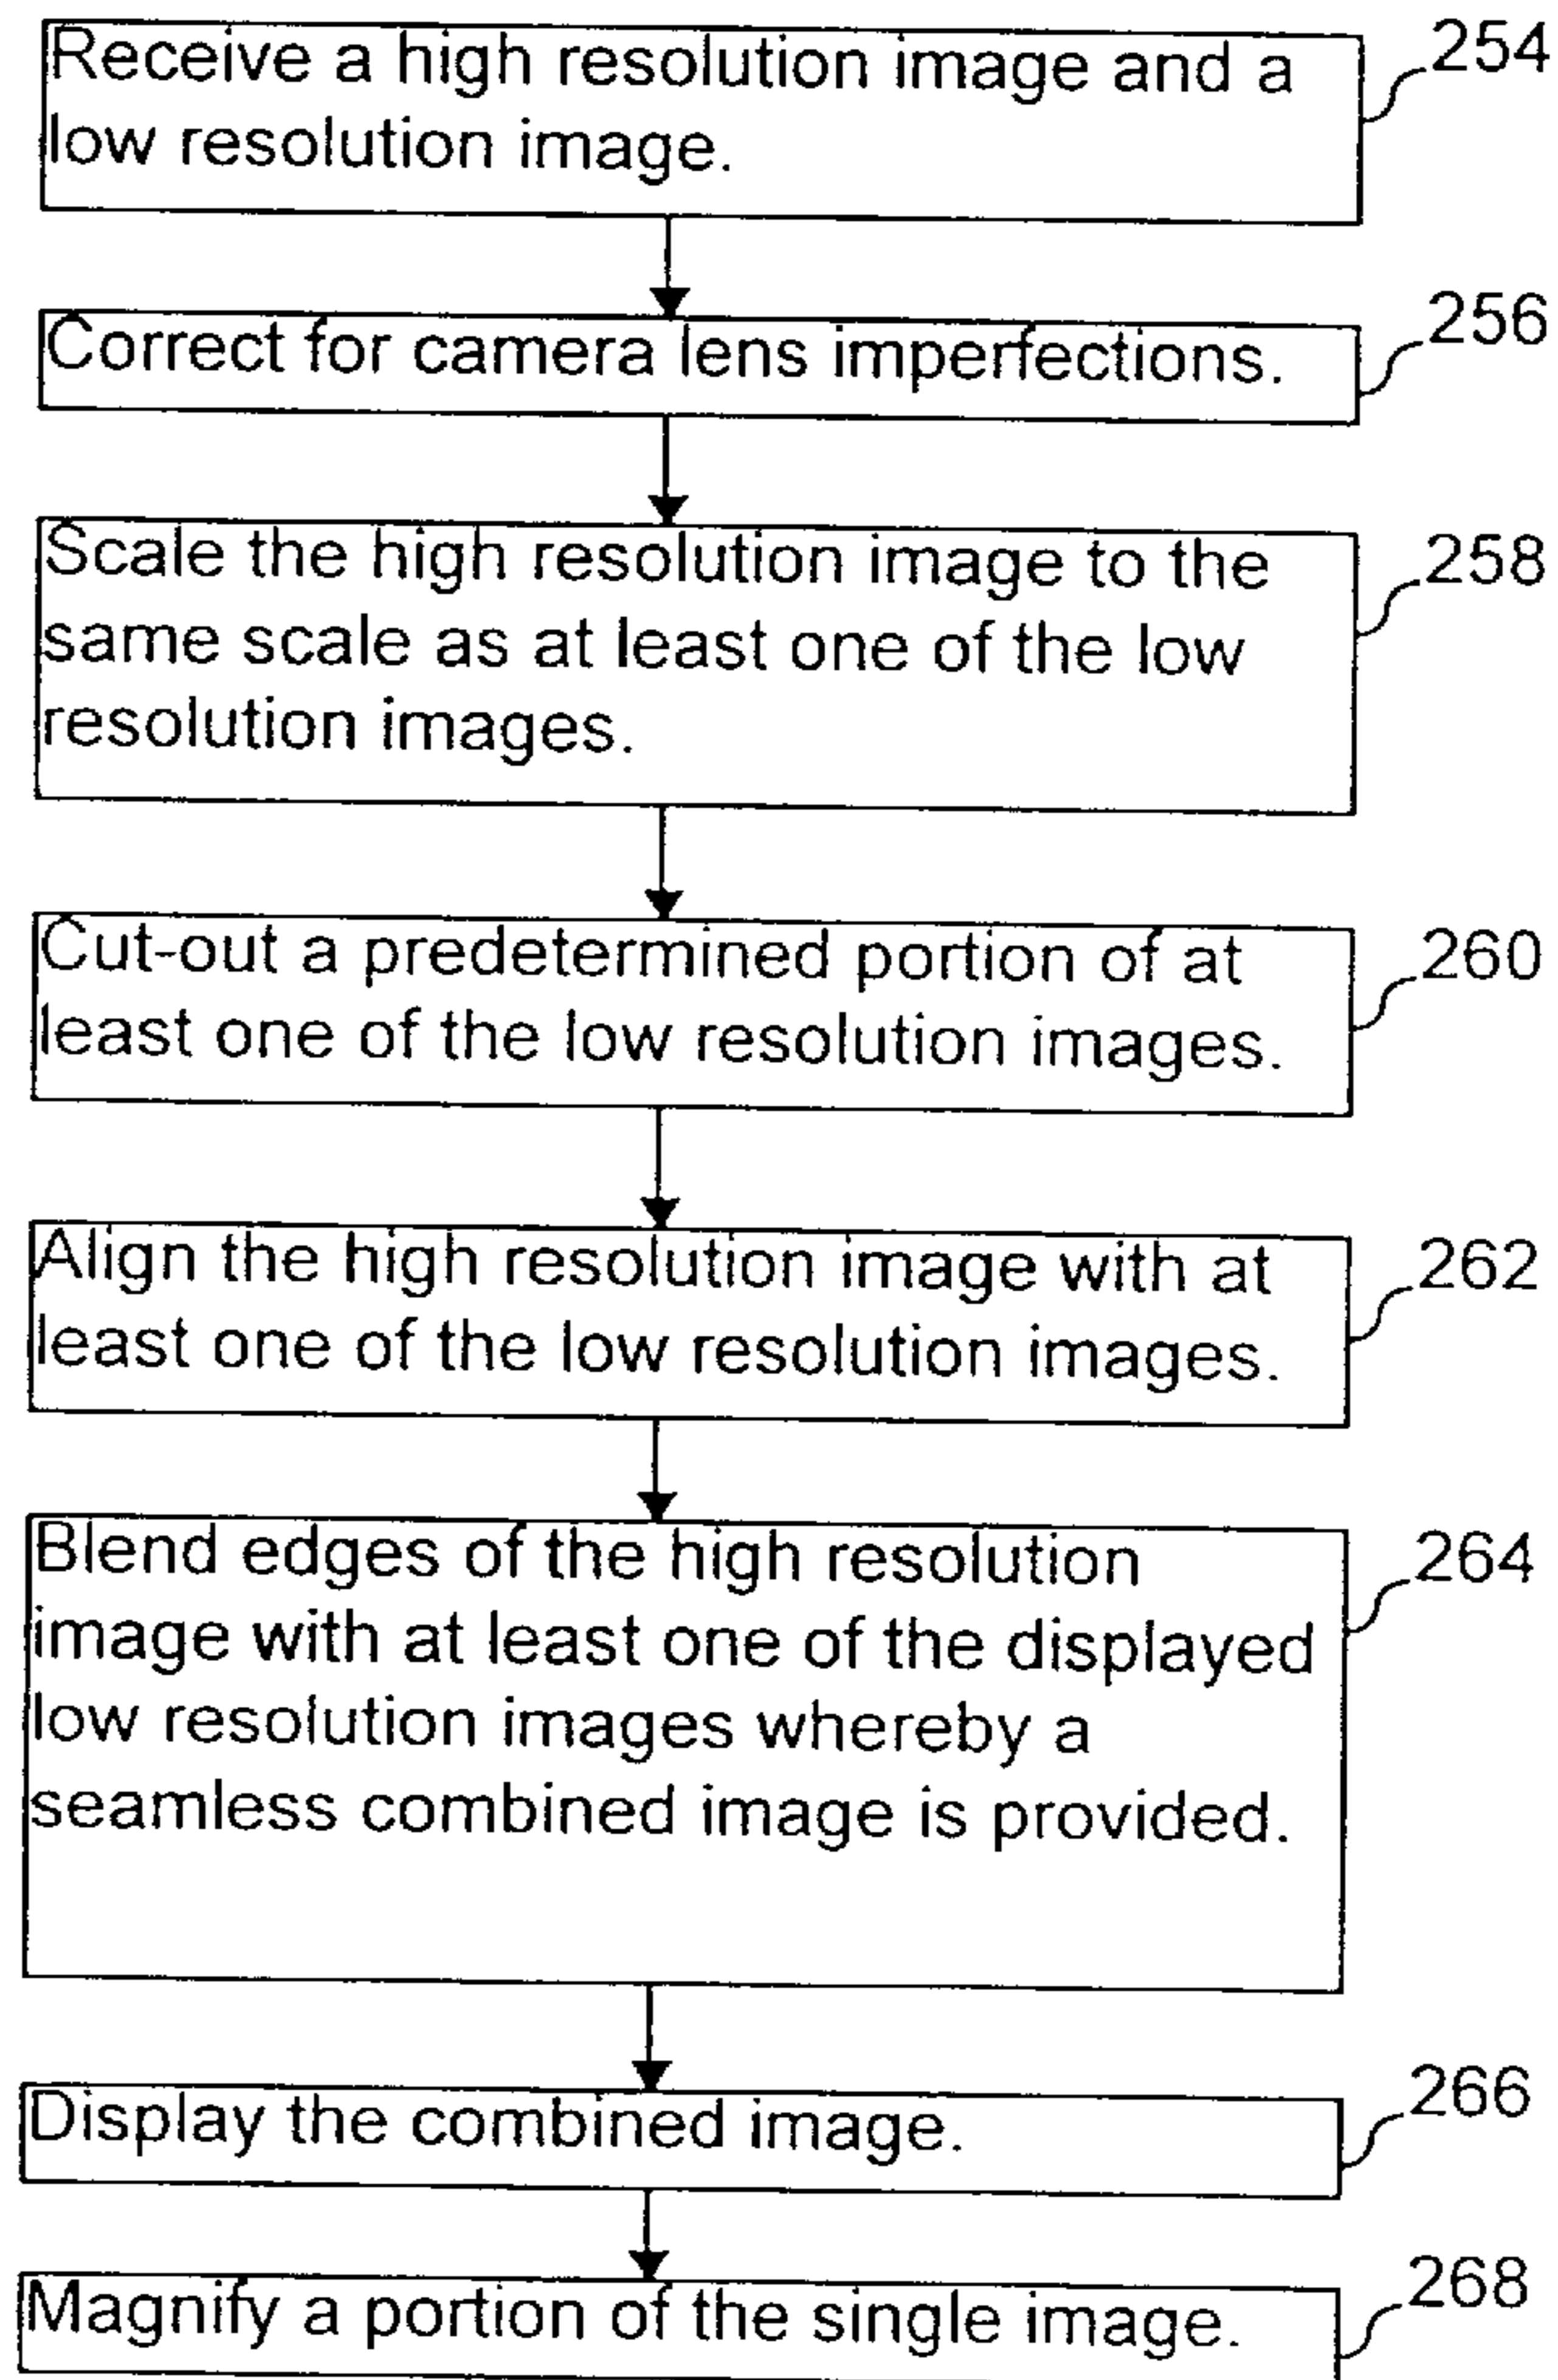 Receive a high resolution image and a
low resolution image.
254
Correct for camera lens imperfections.
256
Scale the high resolution image to the
same scale as at least one of the low
resolution images.
258
Cut-out a predetermined portion of at
least one of the low resolution images.
260
Align the high resolution image with at
least one of the low resolution images.
262
Blend edges of the high resolution
image with at least one of the displayed
low resolution images whereby a
seamless combined image is provided.
264
Display the combined image.
266
Magnify a portion of the single image.
268